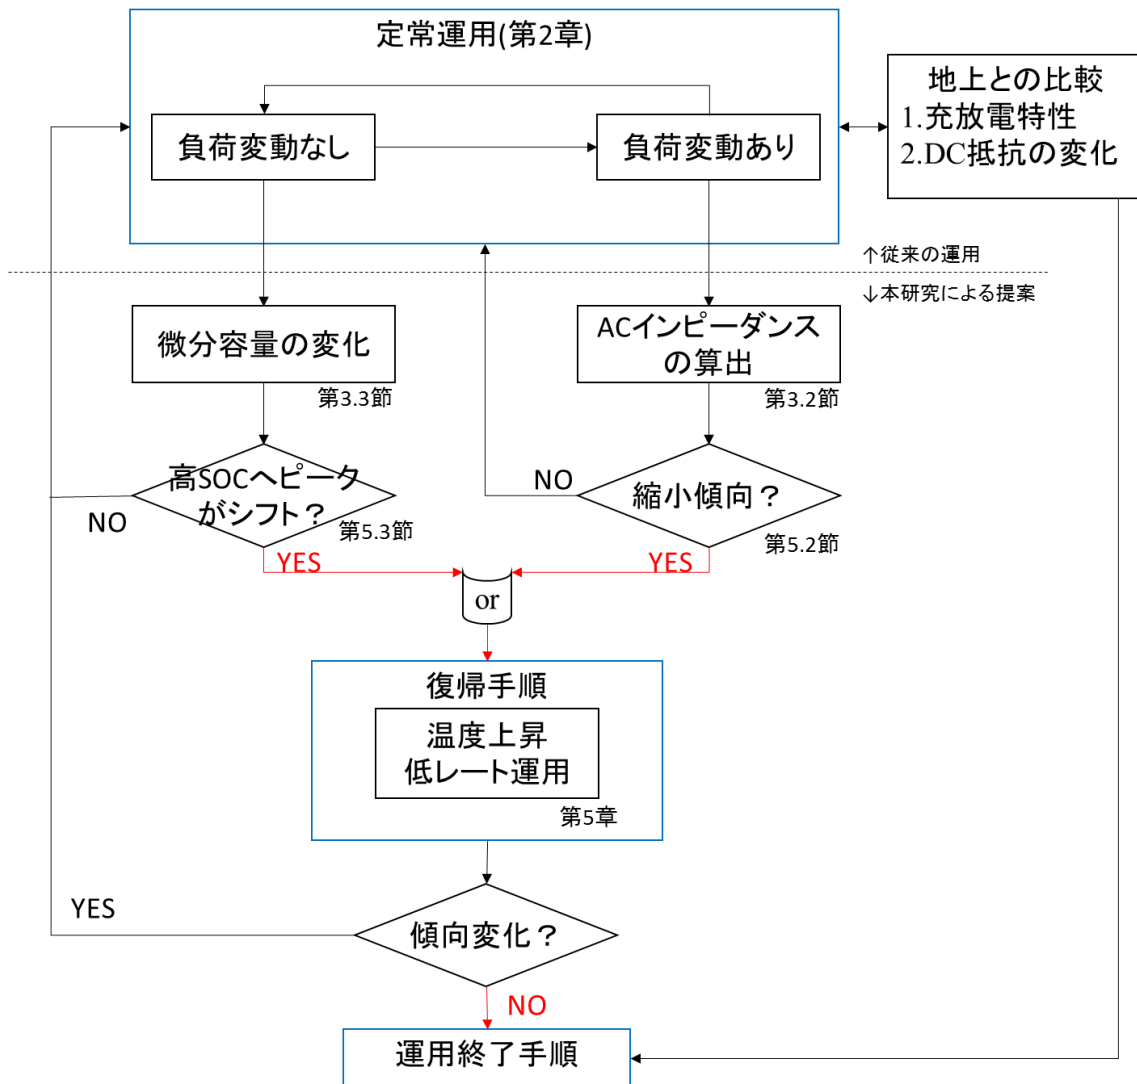 定常運用(第2章)
負荷変動なし
負荷変動あり
地上との比較
1.充放電特性
2.DC抵抗の変化
↑従来の運用
↓本研究による提案
微分容量の変化
第3.3節
ACインピーダンス
の算出
第3.2節
高SOCへピーク
がシフト？
第5.3節
NO
YES
縮小傾向？
第5.2節
NO
YES
or
復帰手順
温度上昇
低レート運用
第5章
傾向変化？
YES
NO
運用終了手順